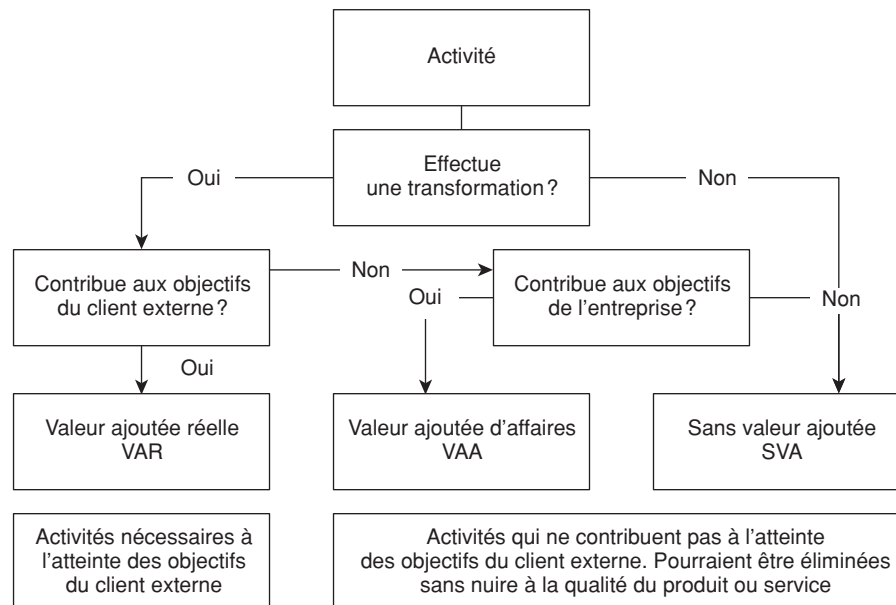 Activité
Effectue
une transformation ?
Oui
Non
Contribue aux objectifs
du client externe ?
Non
Contribue aux objectifs
de l'entreprise ?
Oui
Non
Oui
Valeur ajoutée réelle
VAR
Valeur ajoutée d'affaires
VAA
Sans valeur ajoutée
SVA
Activités nécessaires à
l'atteinte des objectifs
du client externe
Activités qui ne contribuent pas à l'atteinte
des objectifs du client externe. Pourraient être éliminées
sans nuire à la qualité du produit ou service